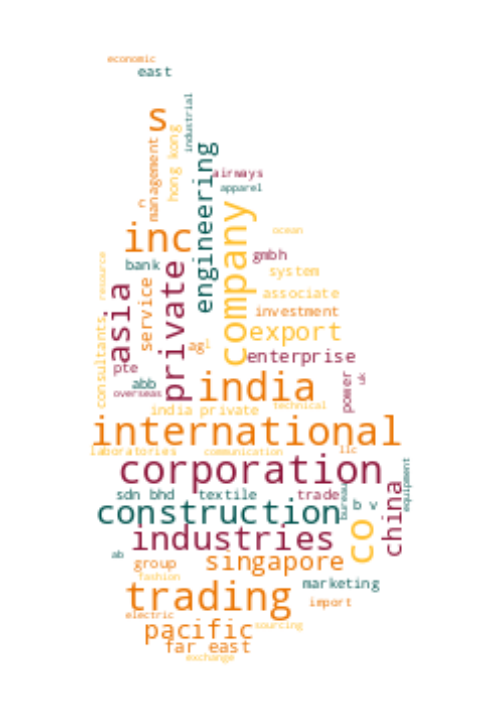 economic
east
industrial
s
hong kong
management
engineering
airways
apparel
n
company
ocean
inc
gmbh
bank
private
system
resource
asia
service
associate
investment
export
consultants
ag
l
enterprise
pte
abb
india
power
uk
overseas
india private
technical
international
laboratories
communication
llc
corporation
equipment
sdn bhd
textile
trade
bureau
b v
china
construction
co
industries
ab
group
singapore
fashion
marketing
trading
import
electric
pacific
sourcing
far east
exchange